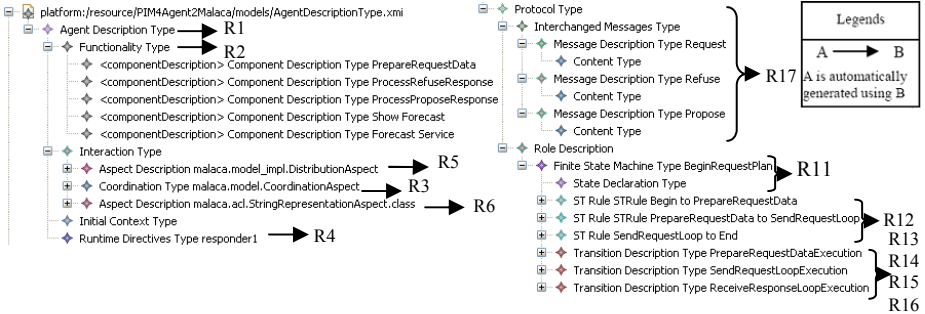 platform:/resource/PIM4Agent2Malaca/models/AgentDescriptionType.xmi
Agent Description Type R1
Functionality Type R2
<componentDescription> Component Description Type PrepareRequestData
<componentDescription> Component Description Type ProcessRefuseResponse
<componentDescription> Component Description Type ProcessProposeResponse
<componentDescription> Component Description Type Show Forecast
<componentDescription> Component Description Type Forecast Service
Interaction Type
Aspect Description malaca.model_impl.DistributionAspect R5
Coordination Type malaca.model.CoordinationAspect R3
Aspect Description malaca.acl.StringRepresentationAspect.class R6
Initial Context Type
Runtime Directives Type responder1 R4
Protocol Type
Interchanged Messages Type
Message Description Type Request
Content Type
Message Description Type Refuse
Content Type
Message Description Type Propose
Content Type
R17
Role Description
Finite State Machine Type BeginRequestPlan
State Declaration Type
R11
ST Rule STRule Begin to PrepareRequestData
ST Rule STRule PrepareRequestData to SendRequestLoop
ST Rule SendRequestLoop to End
R12
R13
Transition Description Type PrepareRequestDataExecution
Transition Description Type SendRequestLoopExecution
Transition Description Type ReceiveResponseLoopExecution
R14
R15
R16
Legends
A B
A is automatically
generated using B